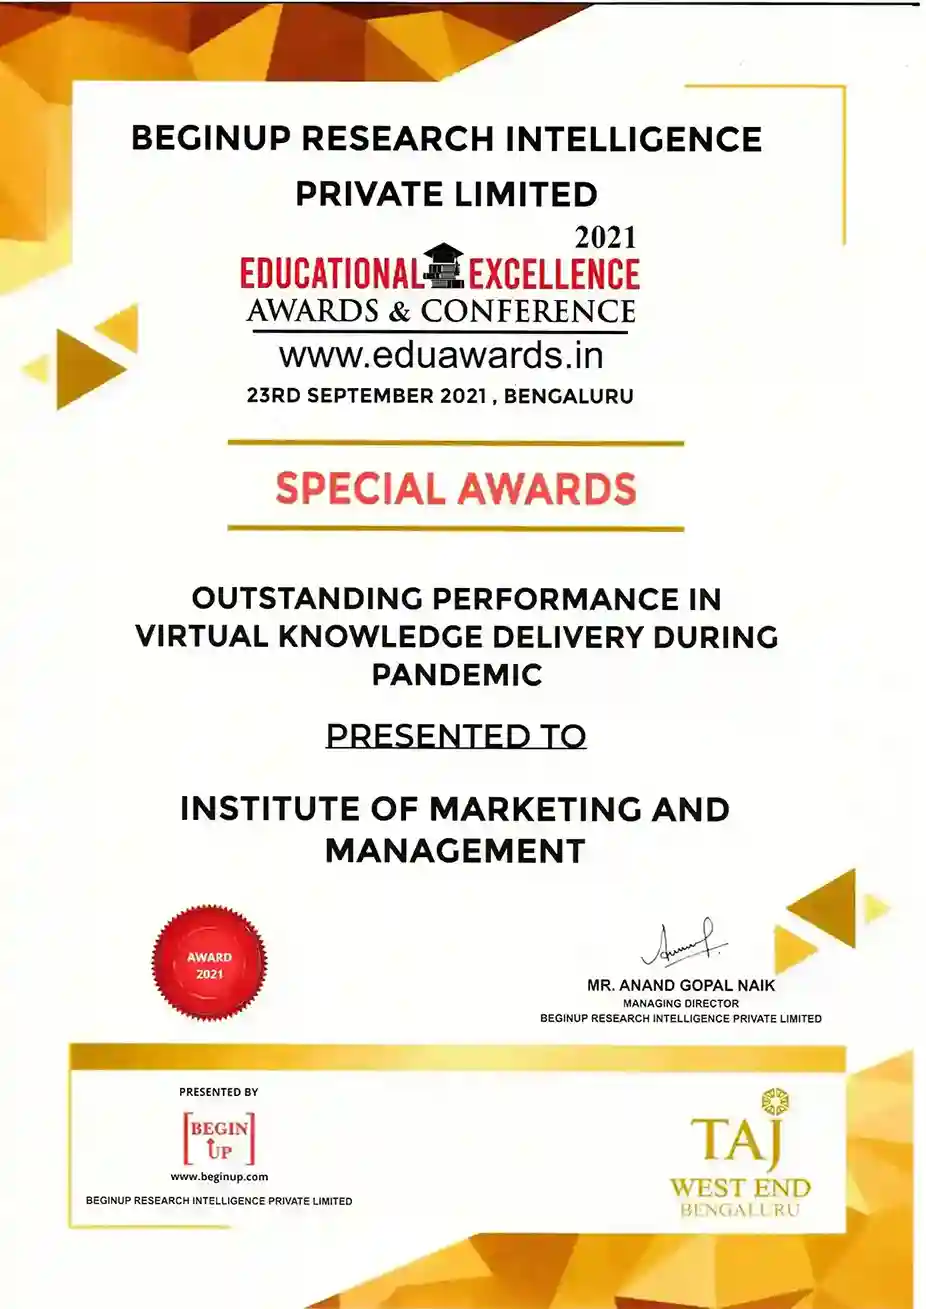 BEGINUP RESEARCH INTELLIGENCE
PRIVATE LIMITED
2021
EDUCATIONAL EXCELLENCE
AWARDS & CONFERENCE
www.eduawards.in
23RD SEPTEMBER 2021 , BENGALURU
SPECIAL AWARDS
OUTSTANDING PERFORMANCE IN
VIRTUAL KNOWLEDGE DELIVERY DURING
PANDEMIC
PRESENTED TO
INSTITUTE OF MARKETING AND
MANAGEMENT
AWARD
2021
MR. ANAND GOPAL NAIK
MANAGING DIRECTOR
BEGINUP RESEARCH INTELLIGENCE PRIVATE LIMITED
PRESENTED BY
BEGIN
UP
www.beginup.com
BEGINUP RESEARCH INTELLIGENCE PRIVATE LIMITED
TAJ
WEST END
BENGALURU